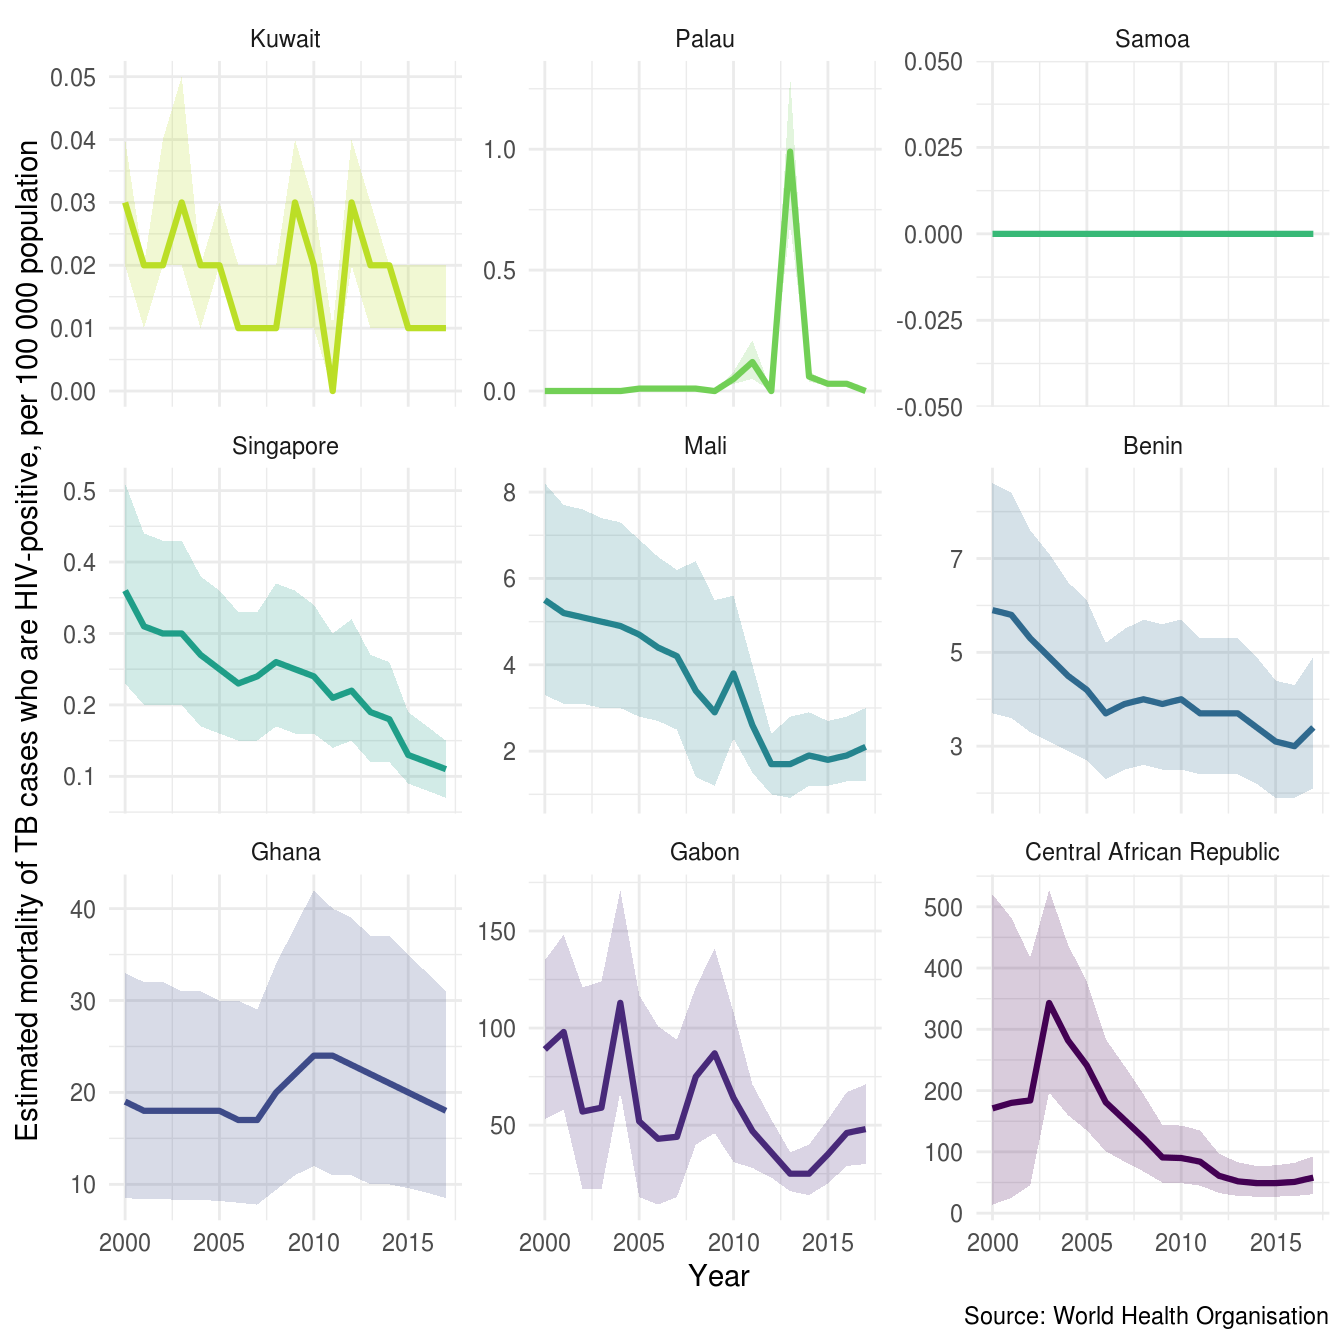 Kuwait
Palau
Samoa
0.05
0.04
0.03
0.02
0.01
0.00
1.0
0.5
0.0
0.050
0.025
0.000
-0.025
-0.050
Singapore
Mali
Benin
0.5
0.4
0.3
0.2
0.1
8
6
4
2
7
5
3
Ghana
Gabon
Central African Republic
40
30
20
10
150
100
50
500
400
300
200
100
0
2000 2005 2010 2015
2000 2005 2010 2015
2000 2005 2010 2015
Estimated mortality of TB cases who are HIV-positive, per 100 000 population
Year
Source: World Health Organisation